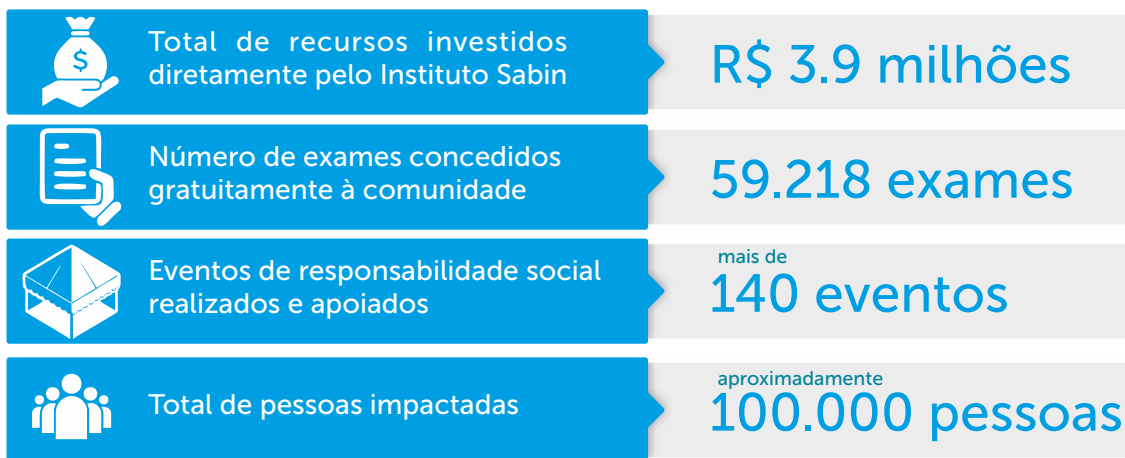 $
Total de recursos investidos
diretamente pelo Instituto Sabin
R$ 3.9 milhões
Número de exames concedidos
gratuitamente à comunidade
59.218 exames
Eventos de responsabilidade social
realizados e apoiados
mais de
140 eventos
Total de pessoas impactadas
aproximadamente
100.000 pessoas